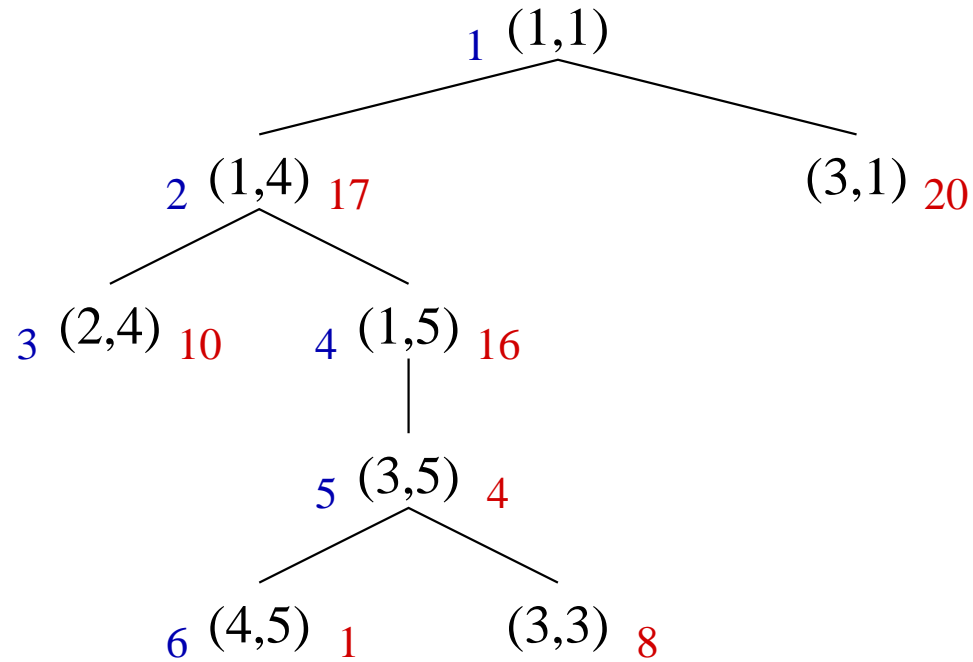 1 (1,1)
2 (1,4) 17 (3,1) 20
3 (2,4) 10 4 (1,5) 16
5 (3,5) 4
6 (4,5) 1 (3,3) 8